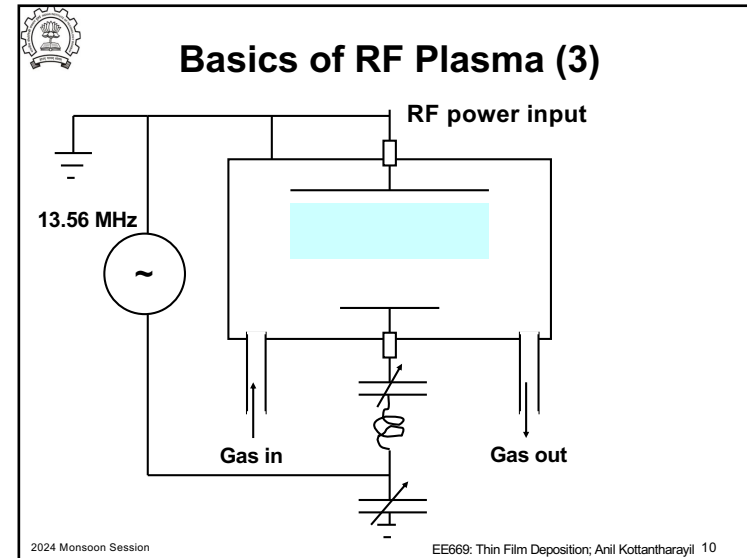 Basics of RF Plasma (3)
RF power input
13.56 MHz
~
Gas in
Gas out
2024 Monsoon Session
EE669: Thin Film Deposition; Anil Kottantharayil 10